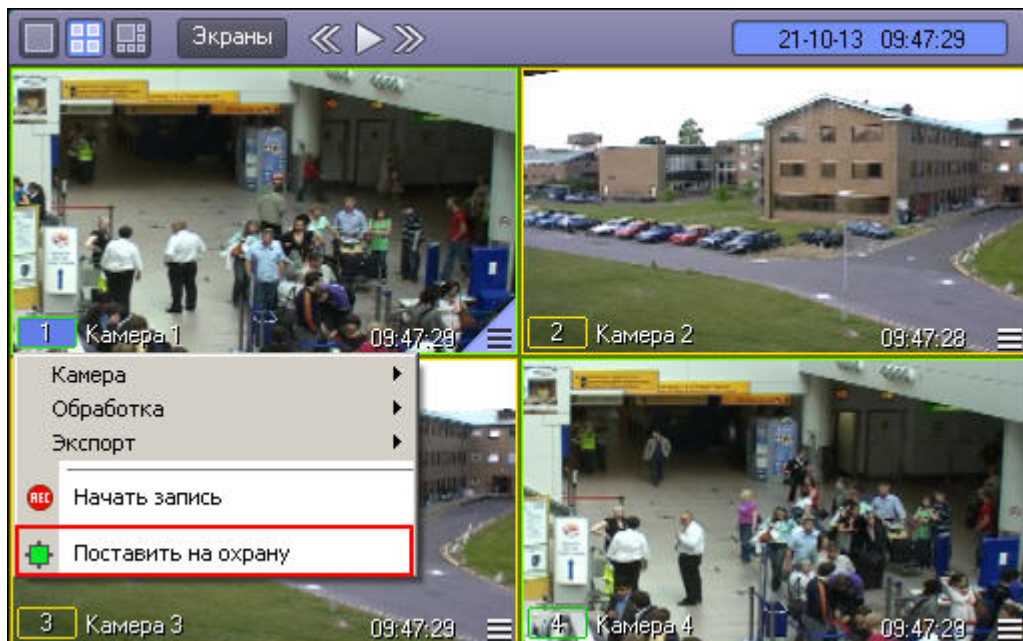 Экраны
21-10-13 09:47:29
1 Камера 1 09:47:29
2 Камера 2 09:47:28
Камера
Обработка
Экспорт
REC Начать запись
Поставить на охрану
3 Камера 3 09:47:29
4 Камера 4 09:47:29